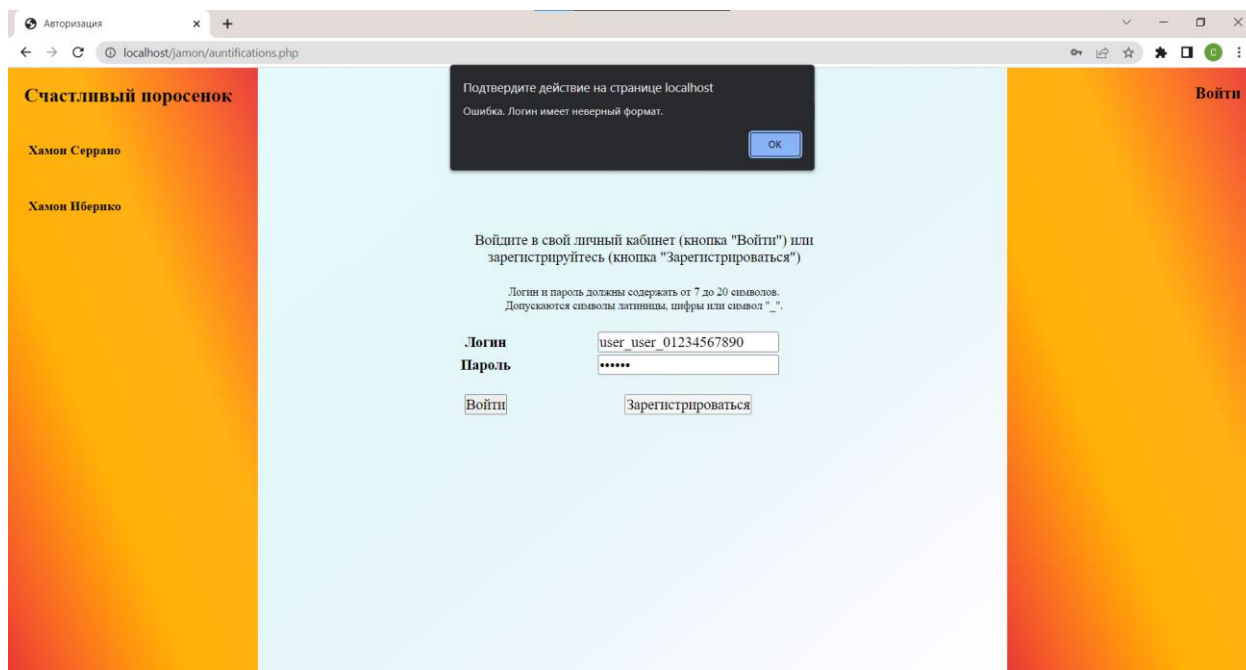 Авторизация
localhost/jamon/auntifications.php
Подтвердите действие на странице localhost
Ошибка. Логин имеет неверный формат.
OK
Счастливый поросенок
Войти
Хамон Серрано
Хамон Иберико
Войдите в свой личный кабинет (кнопка "Войти") или
зарегистрируйтесь (кнопка "Зарегистрироваться")
Логин и пароль должны содержать от 7 до 20 символов.
Допускаются символы латиницы, цифры или символ "_".
Логин user_user_01234567890
Пароль ••••••
Войти Зарегистрироваться